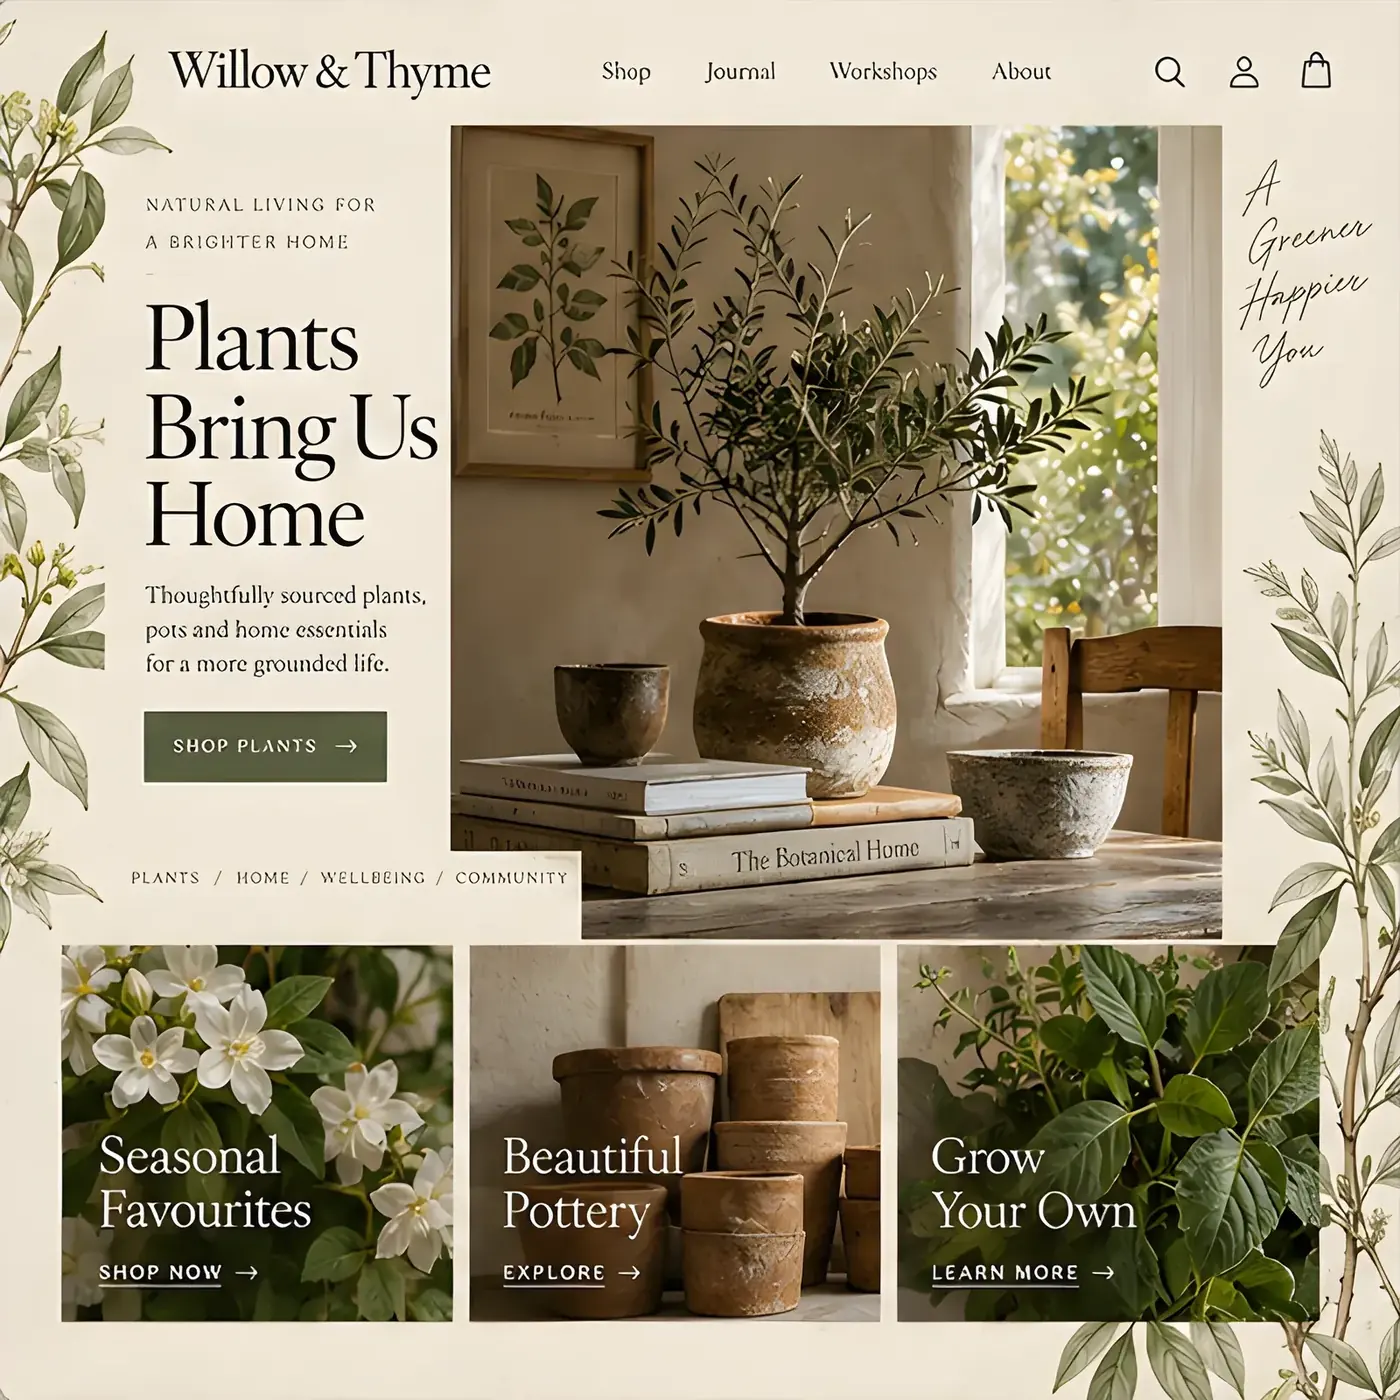 Willow & Thyme
Shop
Journal
Workshops
About
NATURAL LIVING FOR
A BRIGHTER HOME
Plants
Bring Us
Home
Thoughtfully sourced plants,
pots and home essentials
for a more grounded life.
SHOP PLANTS →
A
Greener
Happier
You
The Botanical Home
PLANTS / HOME / WELLBEING / COMMUNITY
Seasonal
Favourites
SHOP NOW →
Beautiful
Pottery
EXPLORE →
Grow
Your Own
LEARN MORE →